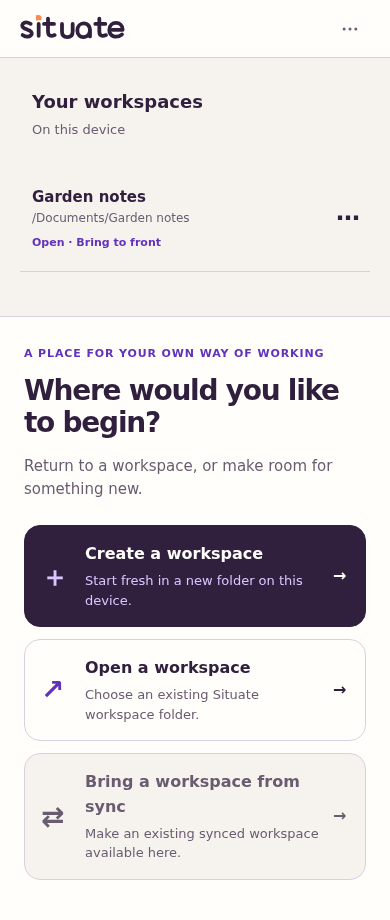 situate
Your workspaces
On this device
Garden notes
/Documents/Garden notes
Open · Bring to front
A PLACE FOR YOUR OWN WAY OF WORKING
Where would you like
to begin?
Return to a workspace, or make room for
something new.
Create a workspace
Start fresh in a new folder on this
device.
Open a workspace
Choose an existing Situate
workspace folder.
Bring a workspace from
sync
Make an existing synced workspace
available here.